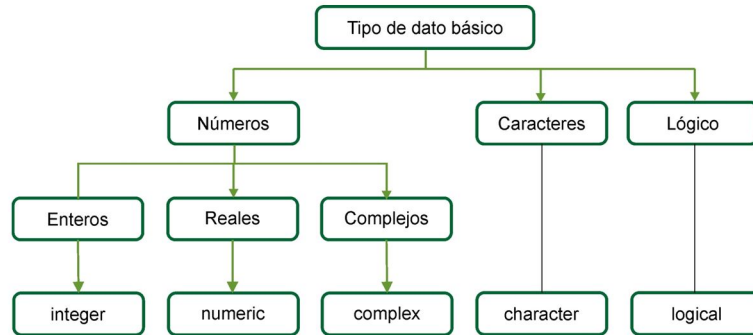 Tipo de dato básico
Números
Caracteres
Lógico
Enteros
Reales
Complejos
integer
numeric
complex
character
logical